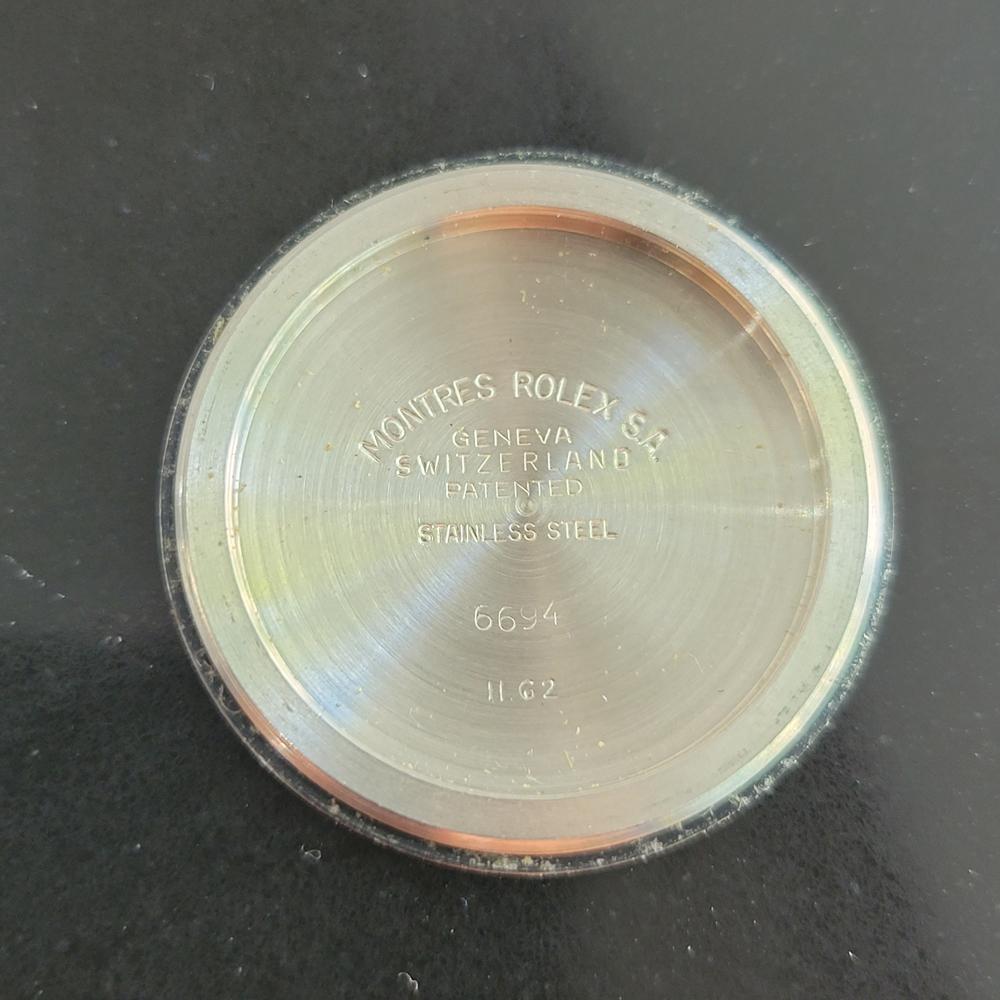 MONTRES ROLEX S.A.
GENEVA
SWITZERLAND
PATENTED
STAINLESS STEEL
6694
II.62